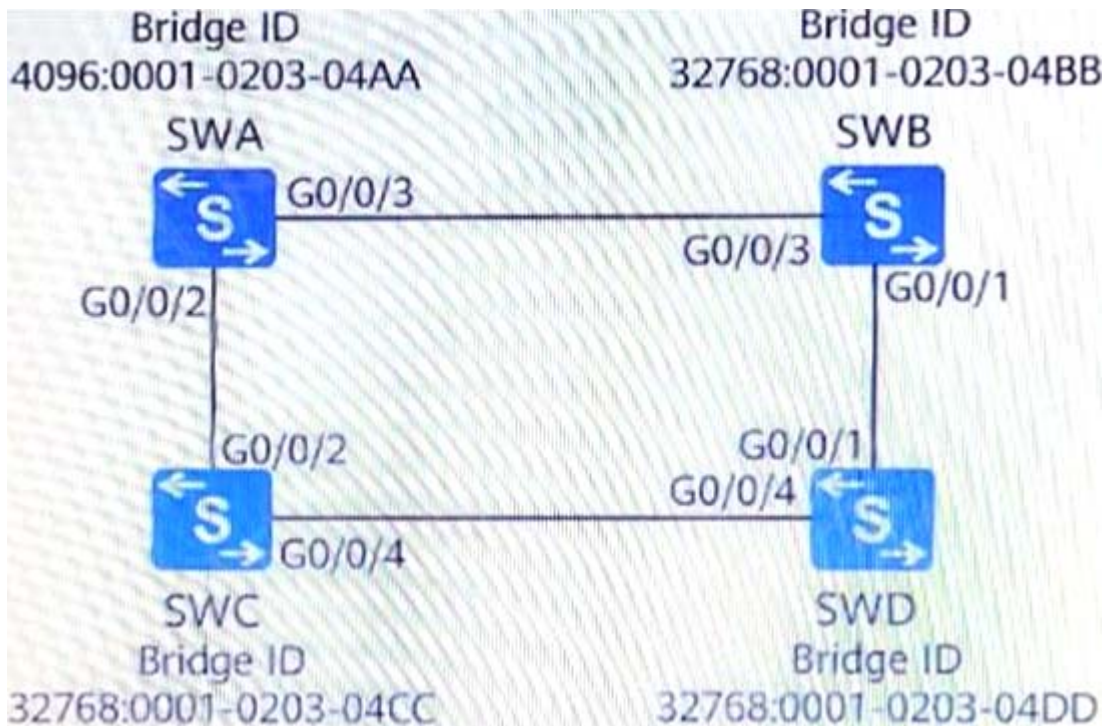 Bridge ID
4096:0001-0203-04AA
SWA
Bridge ID
32768:0001-0203-04BB
SWB
S
G0/0/3
G0/0/3
S
G0/0/2
G0/0/1
G0/0/2
G0/0/1
G0/0/4
S
G0/0/4
S
SWC
Bridge ID
32768:0001-0203-04CC
SWD
Bridge ID
32768:0001-0203-04DD